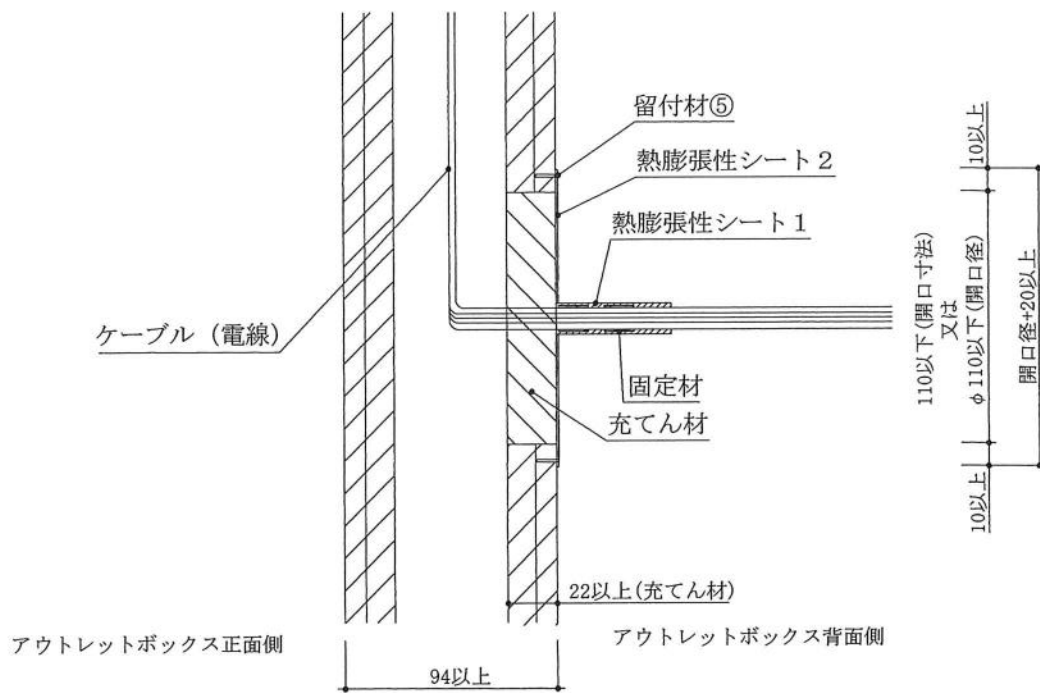 留付材⑤
熱膨張性シート2
熱膨張性シート1
ケーブル（電線）
固定材
充てん材
10以上
110以下(開口寸法)
又は
φ110以下(開口径)
開口径+20以上
10以上
22以上(充てん材)
アウトレットボックス正面側
アウトレットボックス背面側
94以上